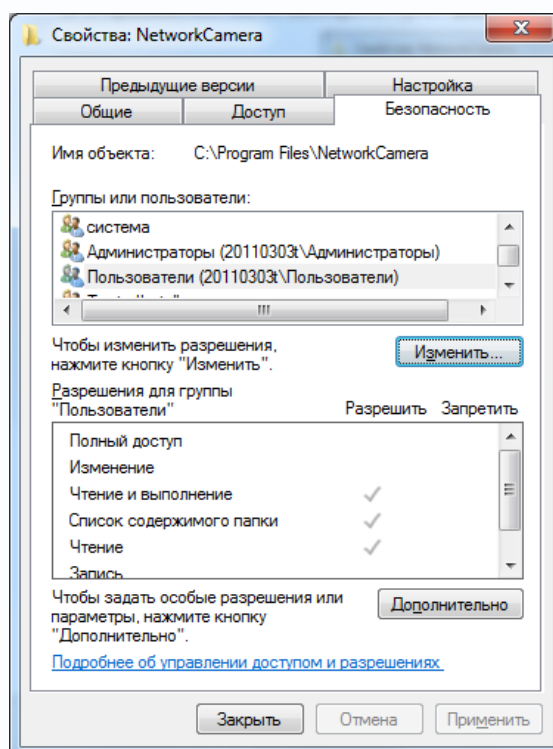 Свойства: NetworkCamera
Предыдущие версии
Настройка
Общие
Доступ
Безопасность
Имя объекта: C:\Program Files\NetworkCamera
Группы или пользователи:
система
Администраторы (20110303t\Администраторы)
Пользователи (20110303t\Пользователи)
Чтобы изменить разрешения,
нажмите кнопку "Изменить".
Изменить...
Разрешения для группы
"Пользователи"
Разрешить
Запретить
Полный доступ
Изменение
Чтение и выполнение
Список содержимого папки
Чтение
Запись
Чтобы задать особые разрешения или
параметры, нажмите кнопку
"Дополнительно".
Дополнительно
Подробнее об управлении доступом и разрешениях
Закрыть
Отмена
Применить